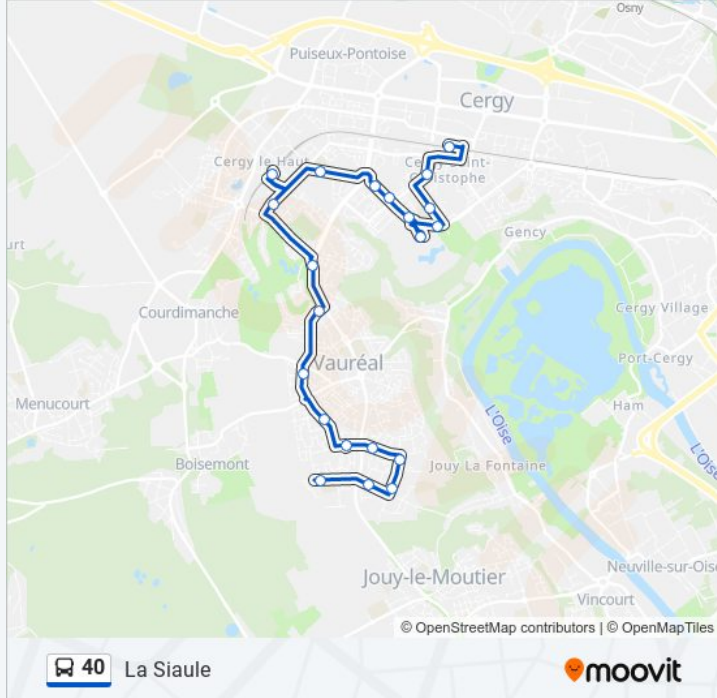 Osny
Puiseux-Pontoise
Cergy
Cergy le Haut
Cergy Saint-
Christophe
Gency
Courdimanche
Cergy Village
Vauréal
Port-Cergy
Menucourt
Ham
L'Oise
L'Oise
Boisemont
Jouy La Fontaine
Neuville-sur-Oise
Jouy-le-Moutier
Vincourt
© OpenStreetMap contributors | © OpenMapTiles
40 La Siaule
moovit